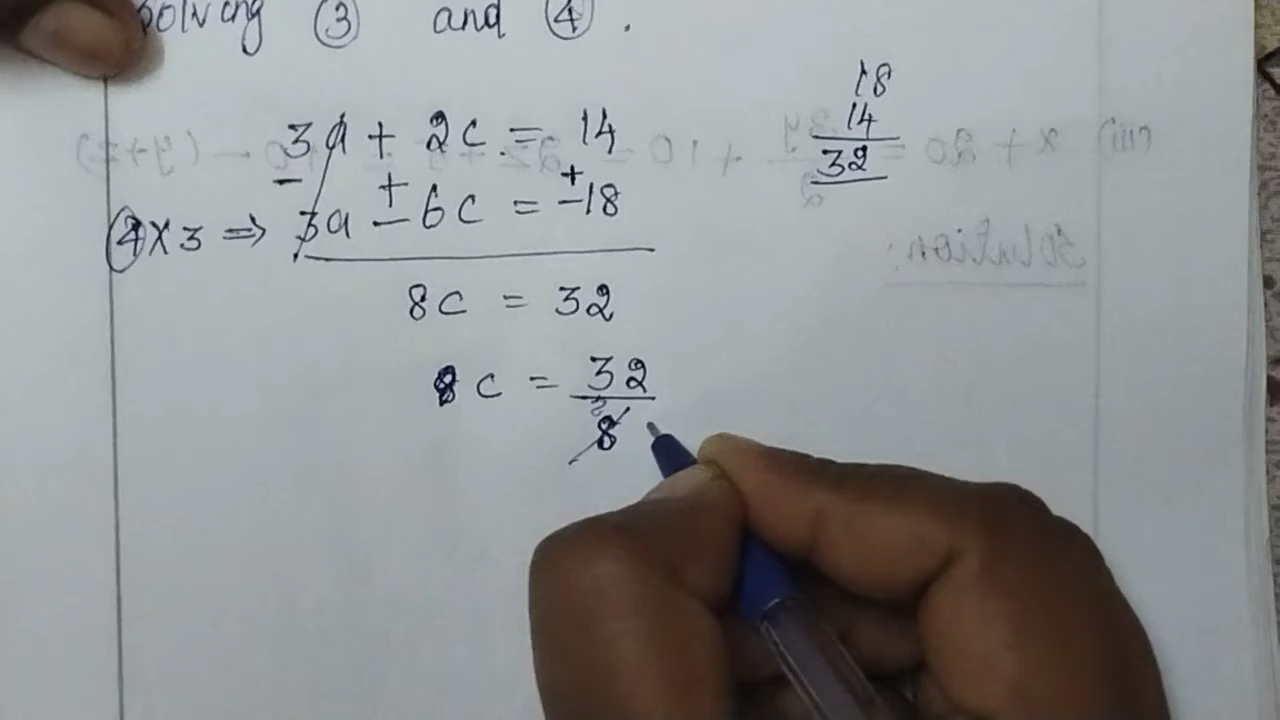 solving ③ and ④.
3a + 2c = 14
④ X 3 ⇒ 3a - 6c = -18
- + +
8c = 32
8c = 32/8
18
14
32
solution: